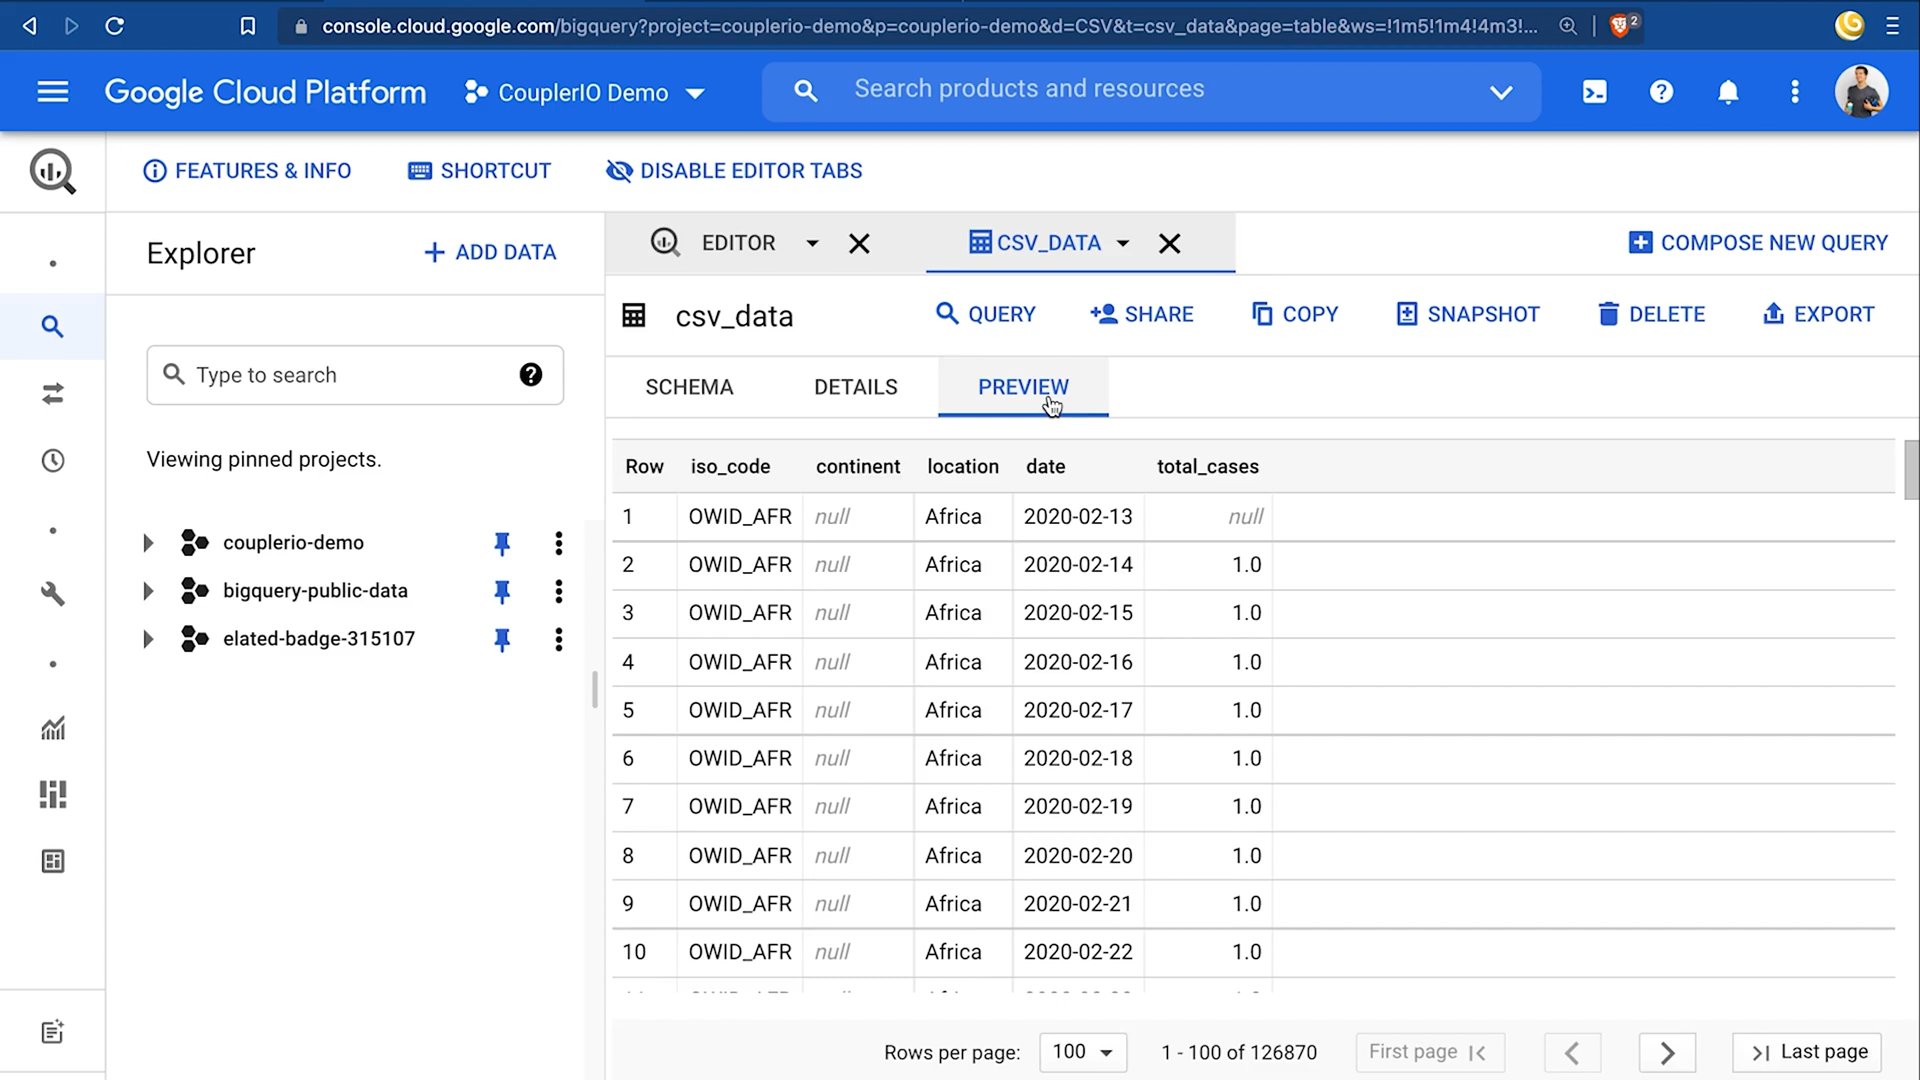 console.cloud.google.com/bigquery?project=couplerio-demo&p=couplerio-demo&d=CSV&t=csv_data&page=table&ws=!1m5!1m4!4m3!...
2
Google Cloud Platform
CouplerIO Demo
Search products and resources
FEATURES & INFO
SHORTCUT
DISABLE EDITOR TABS
Explorer
ADD DATA
Type to search
Viewing pinned projects.
couplerio-demo
bigquery-public-data
elated-badge-315107
EDITOR
CSV_DATA
COMPOSE NEW QUERY
csv_data
QUERY
SHARE
COPY
SNAPSHOT
DELETE
EXPORT
SCHEMA
DETAILS
PREVIEW
Row iso_code continent location date total_cases
1 OWID_AFR null Africa 2020-02-13 null
2 OWID_AFR null Africa 2020-02-14 1.0
3 OWID_AFR null Africa 2020-02-15 1.0
4 OWID_AFR null Africa 2020-02-16 1.0
5 OWID_AFR null Africa 2020-02-17 1.0
6 OWID_AFR null Africa 2020-02-18 1.0
7 OWID_AFR null Africa 2020-02-19 1.0
8 OWID_AFR null Africa 2020-02-20 1.0
9 OWID_AFR null Africa 2020-02-21 1.0
10 OWID_AFR null Africa 2020-02-22 1.0
Rows per page: 100 1 - 100 of 126870 First page Last page